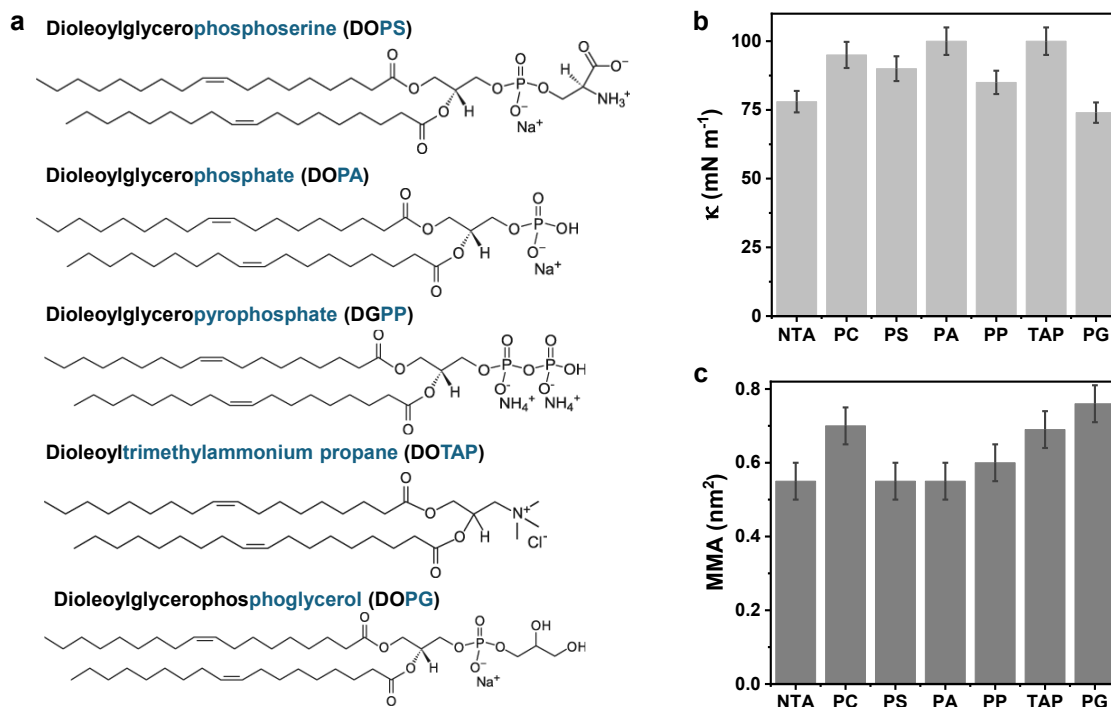 a
Dioleoylglycerophosphoserine (DOPS)
O
O
O
P
O
O
O⁻
H
NH₃⁺
O
O⁻
H
Na⁺
O
Dioleoylglycerophosphate (DOPA)
O
O
O
O
P
OH
O
O⁻
H
Na⁺
O
Dioleoylglyceropyrophosphate (DGPP)
O
O
O
O
O
P
O
P
OH
O
H
O⁻
O⁻
NH₄⁺
NH₄⁺
O
Dioleoyltrimethylammonium propane (DOTAP)
O
O
N⁺
O
H
Cl⁻
O
Dioleoylglycerophosphoglycerol (DOPG)
O
O
OH
O
O
P
O
OH
O
H
O⁻
Na⁺
O
b
κ (mN m⁻¹)
100
75
50
25
0
NTA PC PS PA PP TAP PG
c
MMA (nm²)
0.8
0.6
0.4
0.2
0.0
NTA PC PS PA PP TAP PG